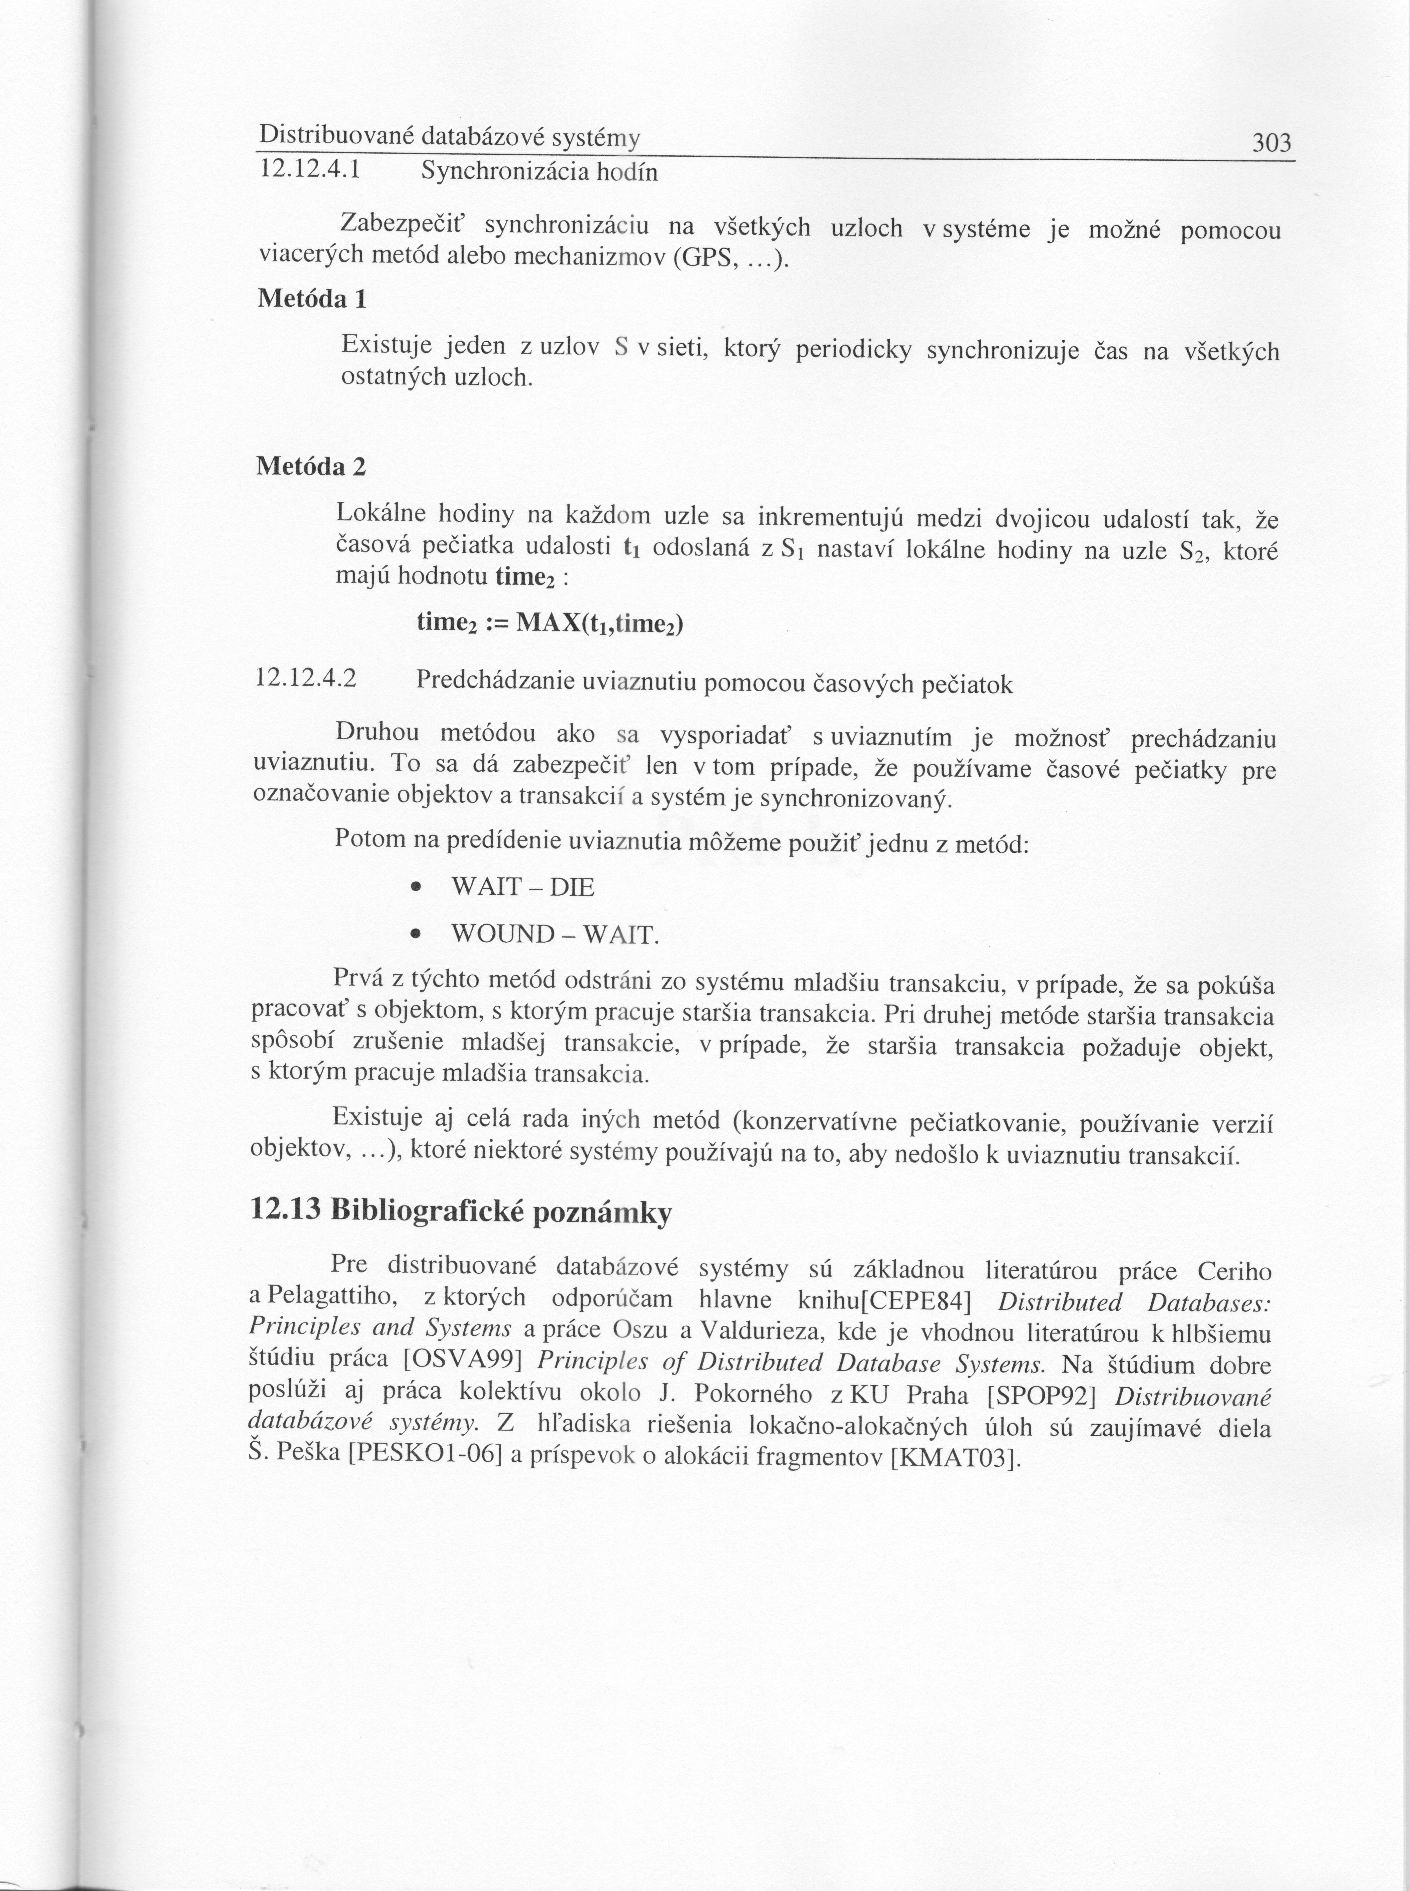 Distribuované databázové systémy 303
12.12.4.1 Synchronizácia hodín
Zabezpečiť synchronizáciu na všetkých uzloch v systéme je možné pomocou
viacerých metód alebo mechanizmov (GPS, ...).
Metóda 1
Existuje jeden z uzlov S v sieti, ktorý periodicky synchronizuje čas na všetkých
ostatných uzloch.
Metóda 2
Lokálne hodiny na každom uzle sa inkrementujú medzi dvojicou udalostí tak, že
časová pečiatka udalosti t₁ odoslaná z S₁ nastaví lokálne hodiny na uzle S₂, ktoré
majú hodnotu time₂ :
time₂ := MAX(t₁,time₂)
12.12.4.2 Predchádzanie uviaznutiu pomocou časových pečiatok
Druhou metódou ako sa vysporiadať s uviaznutím je možnosť prechádzaniu
uviaznutiu. To sa dá zabezpečiť len v tom prípade, že používame časové pečiatky pre
označovanie objektov a transakcií a systém je synchronizovaný.
Potom na predídenie uviaznutia môžeme použiť jednu z metód:
• WAIT – DIE
• WOUND – WAIT.
Prvá z týchto metód odstráni zo systému mladšiu transakciu, v prípade, že sa pokúša
pracovať s objektom, s ktorým pracuje staršia transakcia. Pri druhej metóde staršia transakcia
spôsobí zrušenie mladšej transakcie, v prípade, že staršia transakcia požaduje objekt,
s ktorým pracuje mladšia transakcia.
Existuje aj celá rada iných metód (konzervatívne pečiatkovanie, používanie verzií
objektov, ...), ktoré niektoré systémy používajú na to, aby nedošlo k uviaznutiu transakcií.
12.13 Bibliografické poznámky
Pre distribuované databázové systémy sú základnou literatúrou práce Ceriho
a Pelagattiho, z ktorých odporúčam hlavne knihu[CEPE84] Distributed Databases:
Principles and Systems a práce Oszu a Valdurieza, kde je vhodnou literatúrou k hlbšiemu
štúdiu práca [OSVA99] Principles of Distributed Database Systems. Na štúdium dobre
poslúži aj práca kolektívu okolo J. Pokorného z KU Praha [SPOP92] Distribuované
databázové systémy. Z hľadiska riešenia lokačno-alokačných úloh sú zaujímavé diela
Š. Peška [PESKO1-06] a príspevok o alokácii fragmentov [KMAT03].